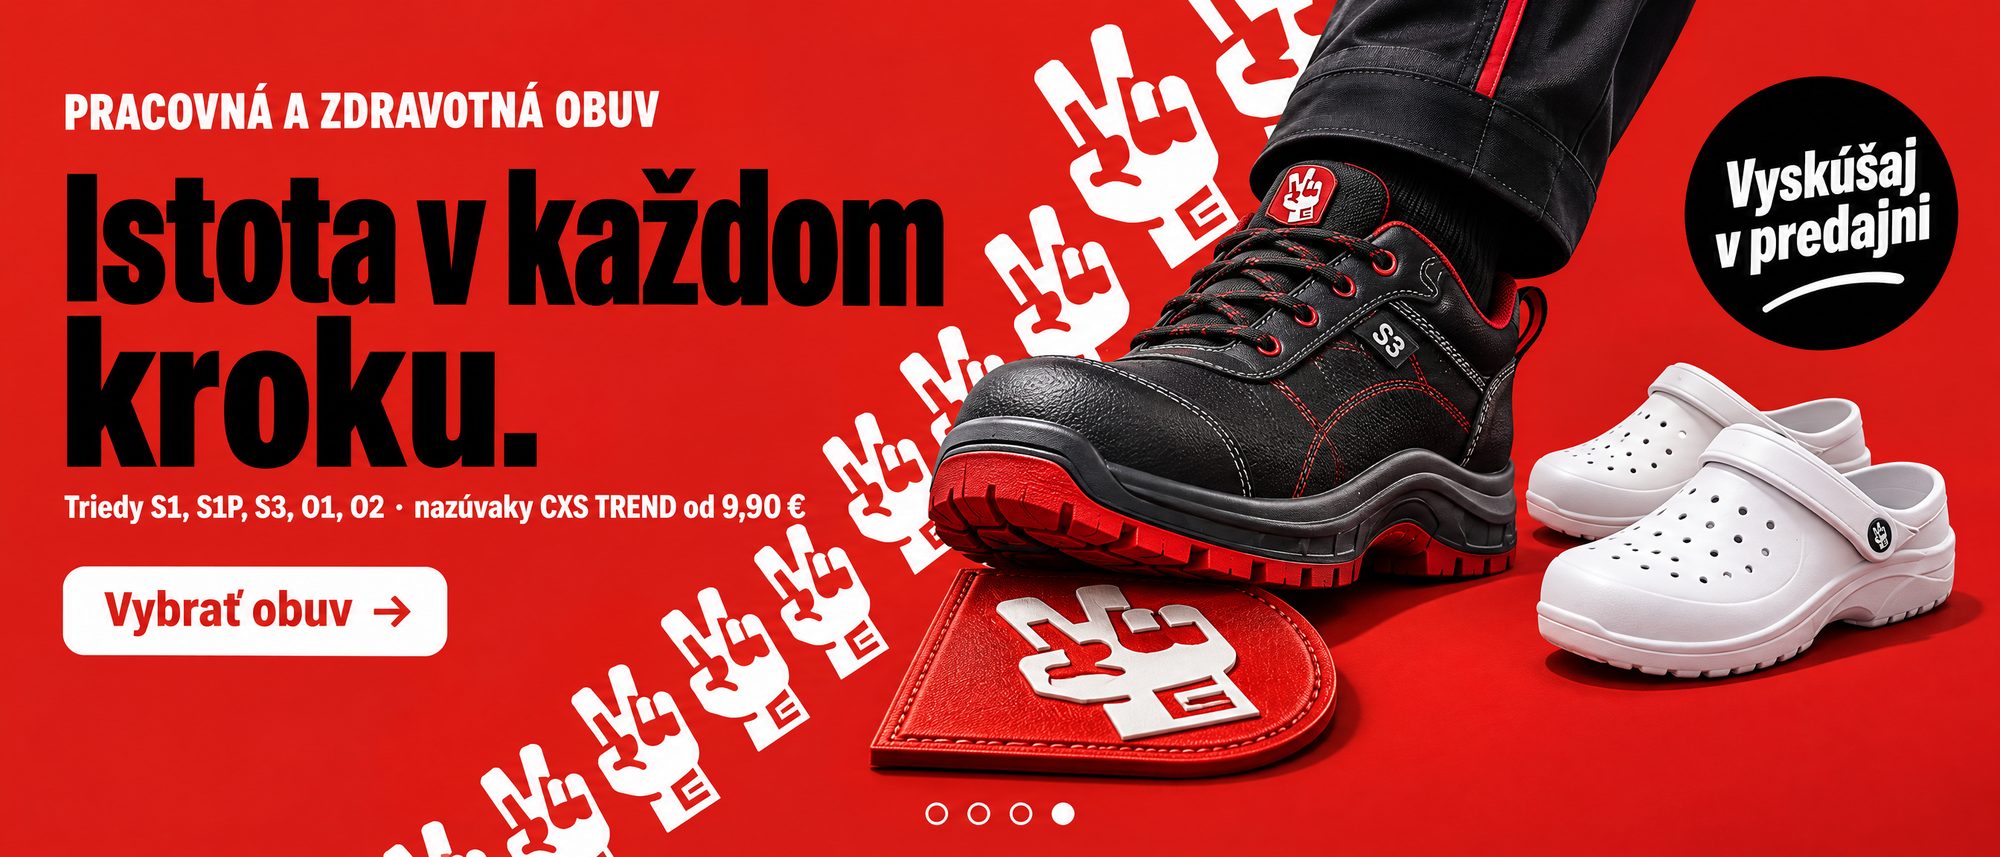 PRACOVNÁ A ZDRAVOTNÁ OBUV
Istota v každom
kroku.
Triedy S1, S1P, S3, O1, O2 · nazúvaky CXS TREND od 9,90 €
Vybrať obuv →
S3
Vyskúšaj
v predajni